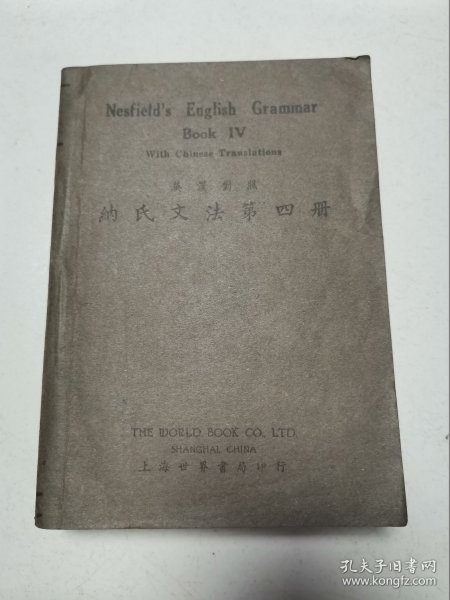 Nesfield's English Grammar
Book IV
With Chinese Translations
英漢對照
納氏文法第四冊
THE WORLD BOOK CO., LTD.
SHANGHAI, CHINA
上海世界書局印行
孔夫子旧书网
www.kongfz.com